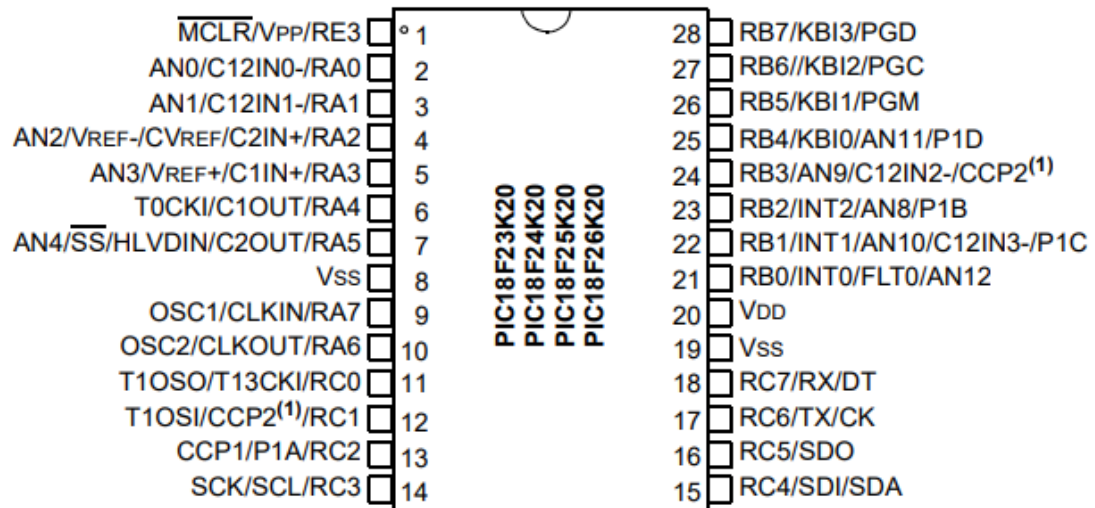 MCLR/VPP/RE3 1
AN0/C12IN0-/RA0 2
AN1/C12IN1-/RA1 3
AN2/VREF-/CVREF/C2IN+/RA2 4
AN3/VREF+/C1IN+/RA3 5
T0CKI/C1OUT/RA4 6
AN4/SS/HLVDIN/C2OUT/RA5 7
VSS 8
OSC1/CLKIN/RA7 9
OSC2/CLKOUT/RA6 10
T1OSO/T13CKI/RC0 11
T1OSI/CCP2(1)/RC1 12
CCP1/P1A/RC2 13
SCK/SCL/RC3 14
PIC18F23K20
PIC18F24K20
PIC18F25K20
PIC18F26K20
28 RB7/KBI3/PGD
27 RB6//KBI2/PGC
26 RB5/KBI1/PGM
25 RB4/KBI0/AN11/P1D
24 RB3/AN9/C12IN2-/CCP2(1)
23 RB2/INT2/AN8/P1B
22 RB1/INT1/AN10/C12IN3-/P1C
21 RB0/INT0/FLT0/AN12
20 VDD
19 VSS
18 RC7/RX/DT
17 RC6/TX/CK
16 RC5/SDO
15 RC4/SDI/SDA